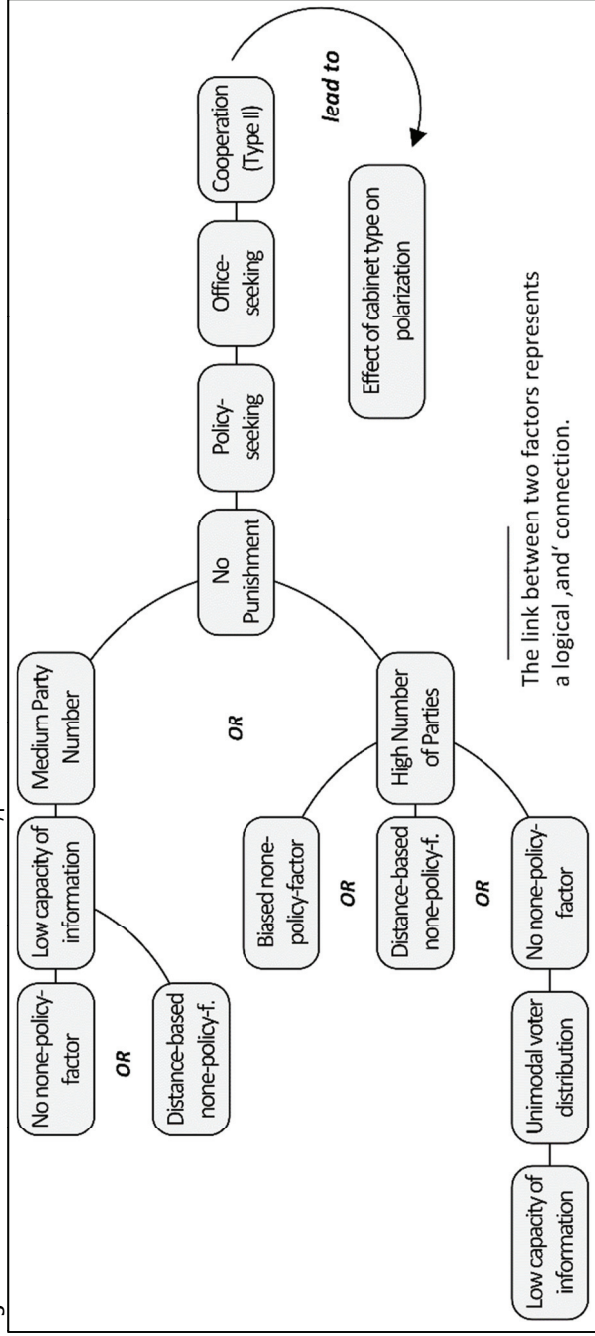 No none-policy-
factor
Low capacity of
information
Medium Party
Number
OR
Distance-based
none-policy-f.
OR
No
Punishment
Policy-
seeking
Office-
seeking
Cooperation
(Type II)
lead to
Effect of cabinet type on
polarization
Biased none-
policy-factor
OR
Distance-based
none-policy-f.
High Number
of Parties
OR
Low capacity of
information
Unimodal voter
distribution
No none-policy-
factor
The link between two factors represents
a logical ‚and‘ connection.